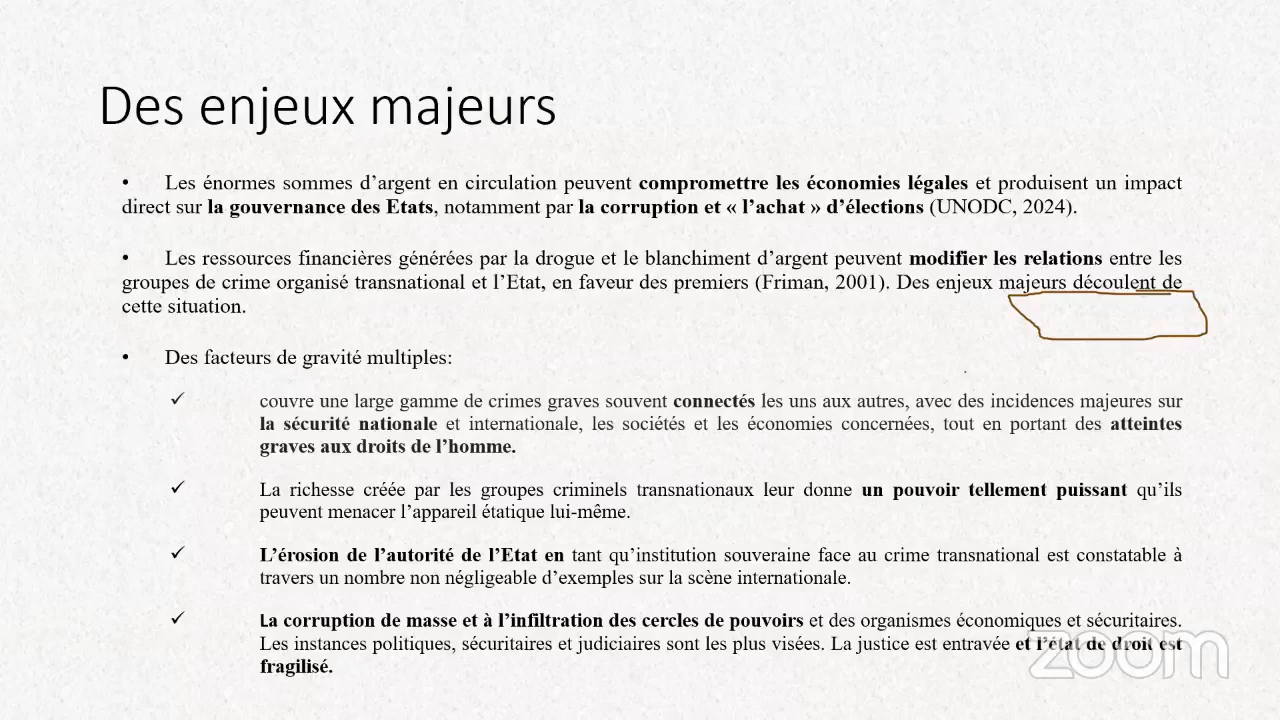 Des enjeux majeurs
• Les énormes sommes d’argent en circulation peuvent compromettre les économies légales et produisent un impact
direct sur la gouvernance des Etats, notamment par la corruption et « l’achat » d’élections (UNODC, 2024).
• Les ressources financières générées par la drogue et le blanchiment d’argent peuvent modifier les relations entre les
groupes de crime organisé transnational et l’Etat, en faveur des premiers (Friman, 2001). Des enjeux majeurs découlent de
cette situation.
• Des facteurs de gravité multiples:
✓ couvre une large gamme de crimes graves souvent connectés les uns aux autres, avec des incidences majeures sur
la sécurité nationale et internationale, les sociétés et les économies concernées, tout en portant des atteintes
graves aux droits de l’homme.
✓ La richesse créée par les groupes criminels transnationaux leur donne un pouvoir tellement puissant qu’ils
peuvent menacer l’appareil étatique lui-même.
✓ L’érosion de l’autorité de l’Etat en tant qu’institution souveraine face au crime transnational est constatable à
travers un nombre non négligeable d’exemples sur la scène internationale.
✓ La corruption de masse et à l’infiltration des cercles de pouvoirs et des organismes économiques et sécuritaires.
Les instances politiques, sécuritaires et judiciaires sont les plus visées. La justice est entravée et l’état de droit est
fragilisé.
zoom